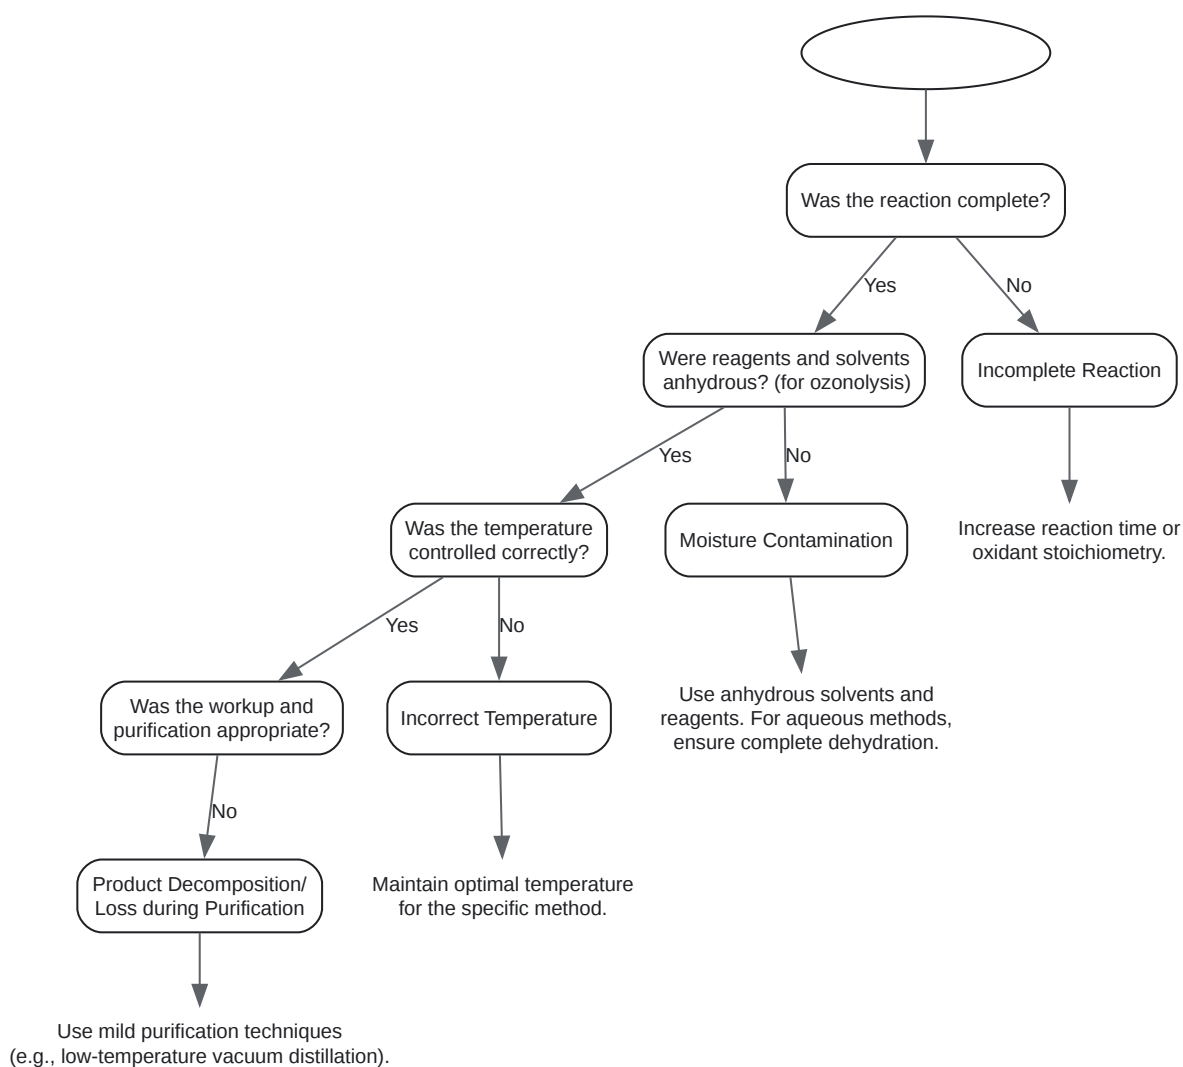 Was the reaction complete?
Yes
No
Were reagents and solvents
anhydrous? (for ozonolysis)
Incomplete Reaction
Yes
No
Was the temperature
controlled correctly?
Moisture Contamination
Increase reaction time or
oxidant stoichiometry.
Yes
No
Was the workup and
purification appropriate?
Incorrect Temperature
Use anhydrous solvents and
reagents. For aqueous methods,
ensure complete dehydration.
No
Product Decomposition/
Loss during Purification
Maintain optimal temperature
for the specific method.
Use mild purification techniques
(e.g., low-temperature vacuum distillation).